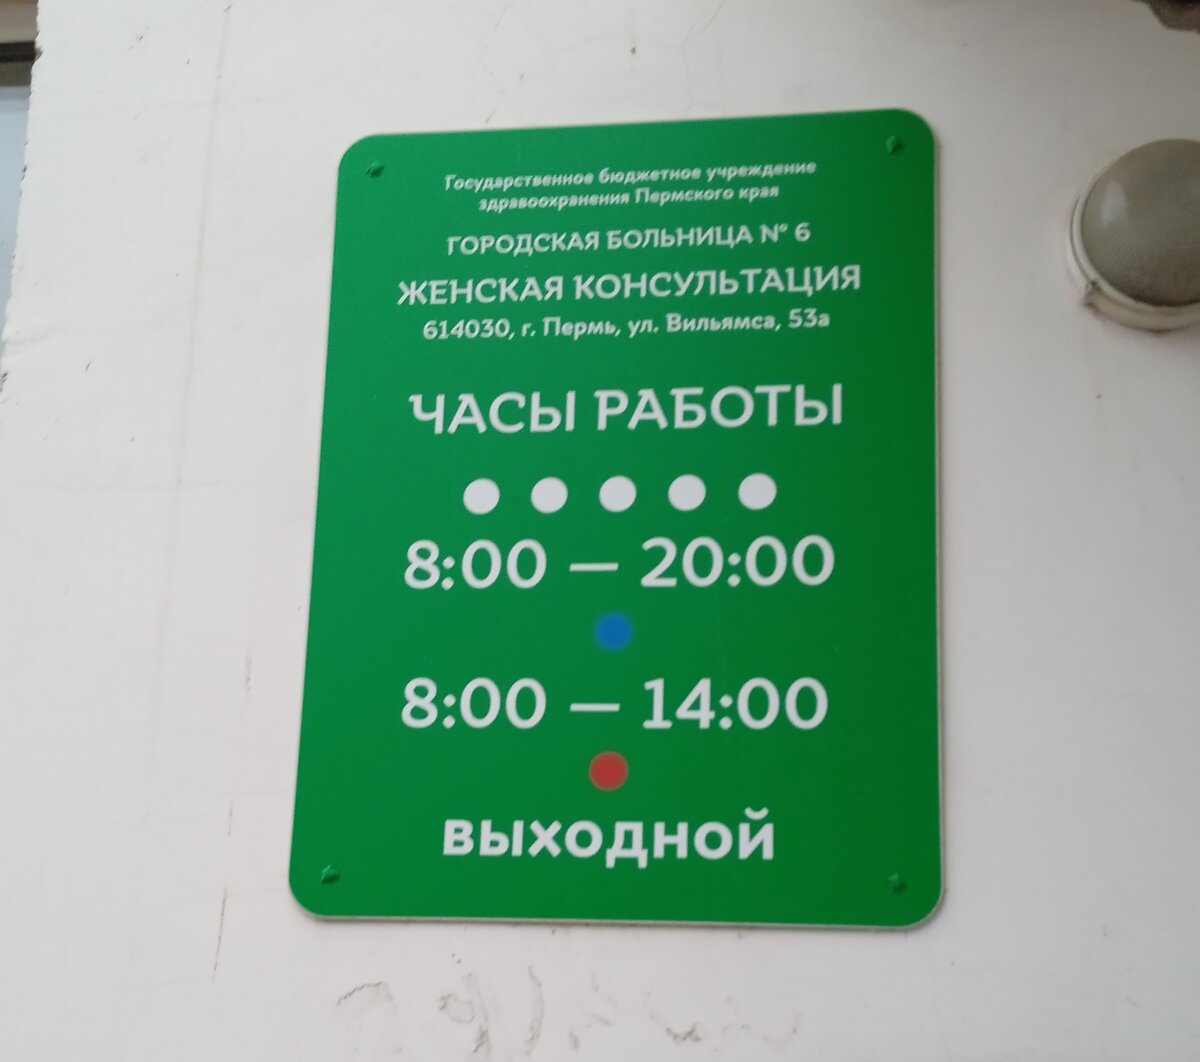 Государственное бюджетное учреждение
здравоохранения Пермского края
ГОРОДСКАЯ БОЛЬНИЦА № 6
ЖЕНСКАЯ КОНСУЛЬТАЦИЯ
614030, г. Пермь, ул. Вильямса, 53а
ЧАСЫ РАБОТЫ
8:00 — 20:00
8:00 — 14:00
ВЫХОДНОЙ